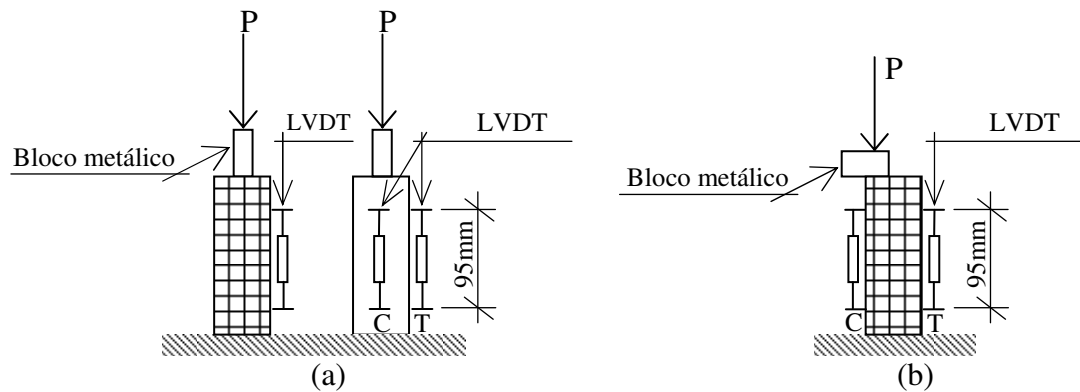 P
P
LVDT
LVDT
Bloco metálico
95mm
C
T
(a)
P
LVDT
Bloco metálico
95mm
C
T
(b)